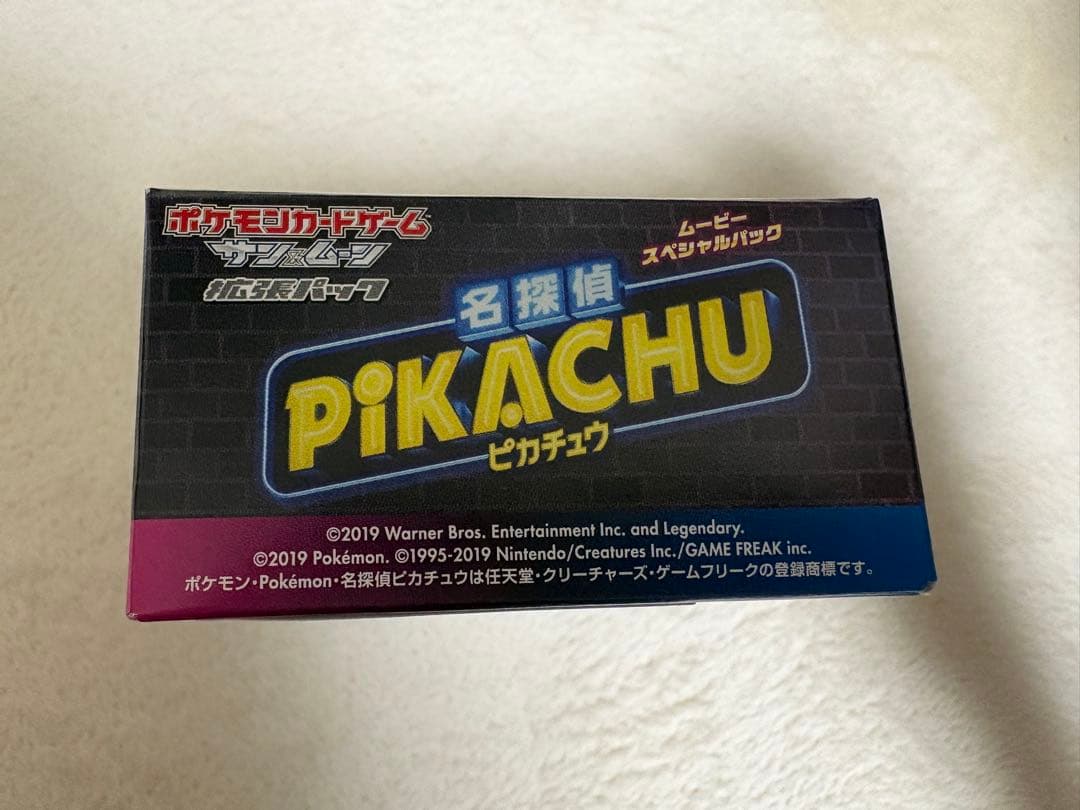 ポケモンカードゲーム
サン&ムーン
拡張パック
ムービー
スペシャルパック
名探偵
PiKACHU
ピカチュウ
©2019 Warner Bros. Entertainment Inc. and Legendary.
©2019 Pokémon. ©1995-2019 Nintendo/Creatures Inc./GAME FREAK inc.
ポケモン・Pokémon・名探偵ピカチュウは任天堂・クリーチャーズ・ゲームフリークの登録商標です。